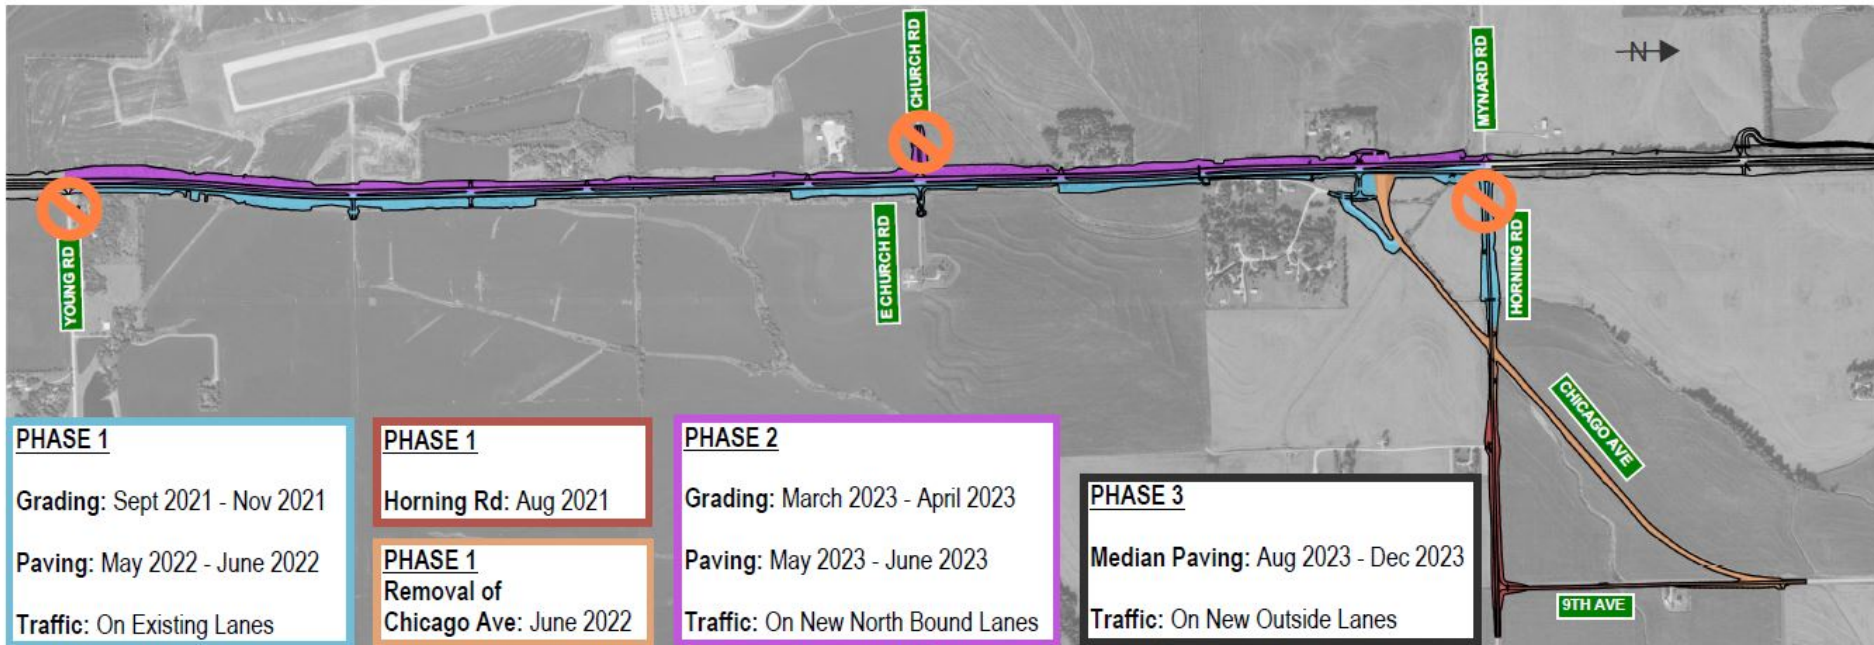 CHURCH RD
MYNARD RD
N
YOUNG RD
E CHURCH RD
HORNING RD
CHICAGO AVE
9TH AVE
PHASE 1
Grading: Sept 2021 - Nov 2021
Paving: May 2022 - June 2022
Traffic: On Existing Lanes
PHASE 1
Horning Rd: Aug 2021
PHASE 1
Removal of
Chicago Ave: June 2022
PHASE 2
Grading: March 2023 - April 2023
Paving: May 2023 - June 2023
Traffic: On New North Bound Lanes
PHASE 3
Median Paving: Aug 2023 - Dec 2023
Traffic: On New Outside Lanes